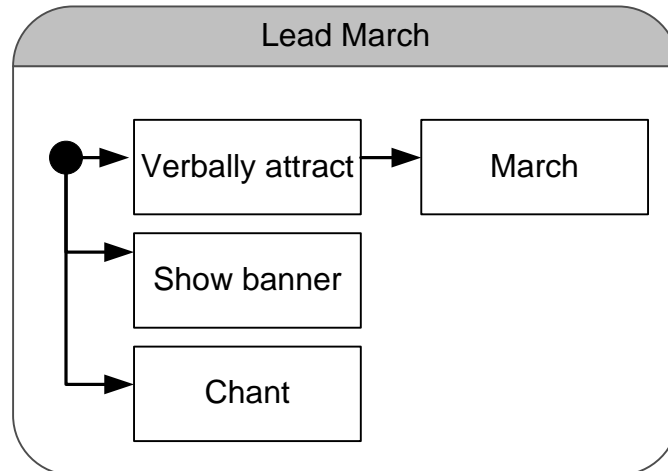 Lead March
Verbally attract
March
Show banner
Chant